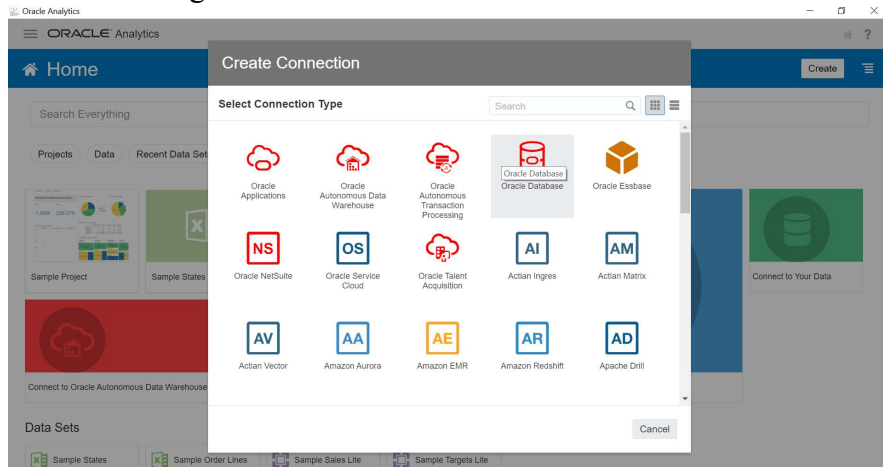 Oracle Analytics
ORACLE Analytics
?
Home
Create
Search Everything
Projects
Data
Recent Data Set
Create Connection
Select Connection Type
Search
Oracle
Applications
Oracle
Autonomous Data
Warehouse
Oracle
Autonomous
Transaction
Processing
Oracle Database
Oracle Database
Oracle Essbase
NS
OS
AI
AM
Oracle NetSuite
Oracle Service
Cloud
Oracle Talent
Acquisition
Actian Ingres
Actian Matrix
AV
AA
AE
AR
AD
Actian Vector
Amazon Aurora
Amazon EMR
Amazon Redshift
Apache Drill
Cancel
Sample Project
Sample States
Connect to Your Data
Connect to Oracle Autonomous Data Warehouse
Data Sets
Sample States
Sample Order Lines
Sample Sales Lite
Sample Targets Lite